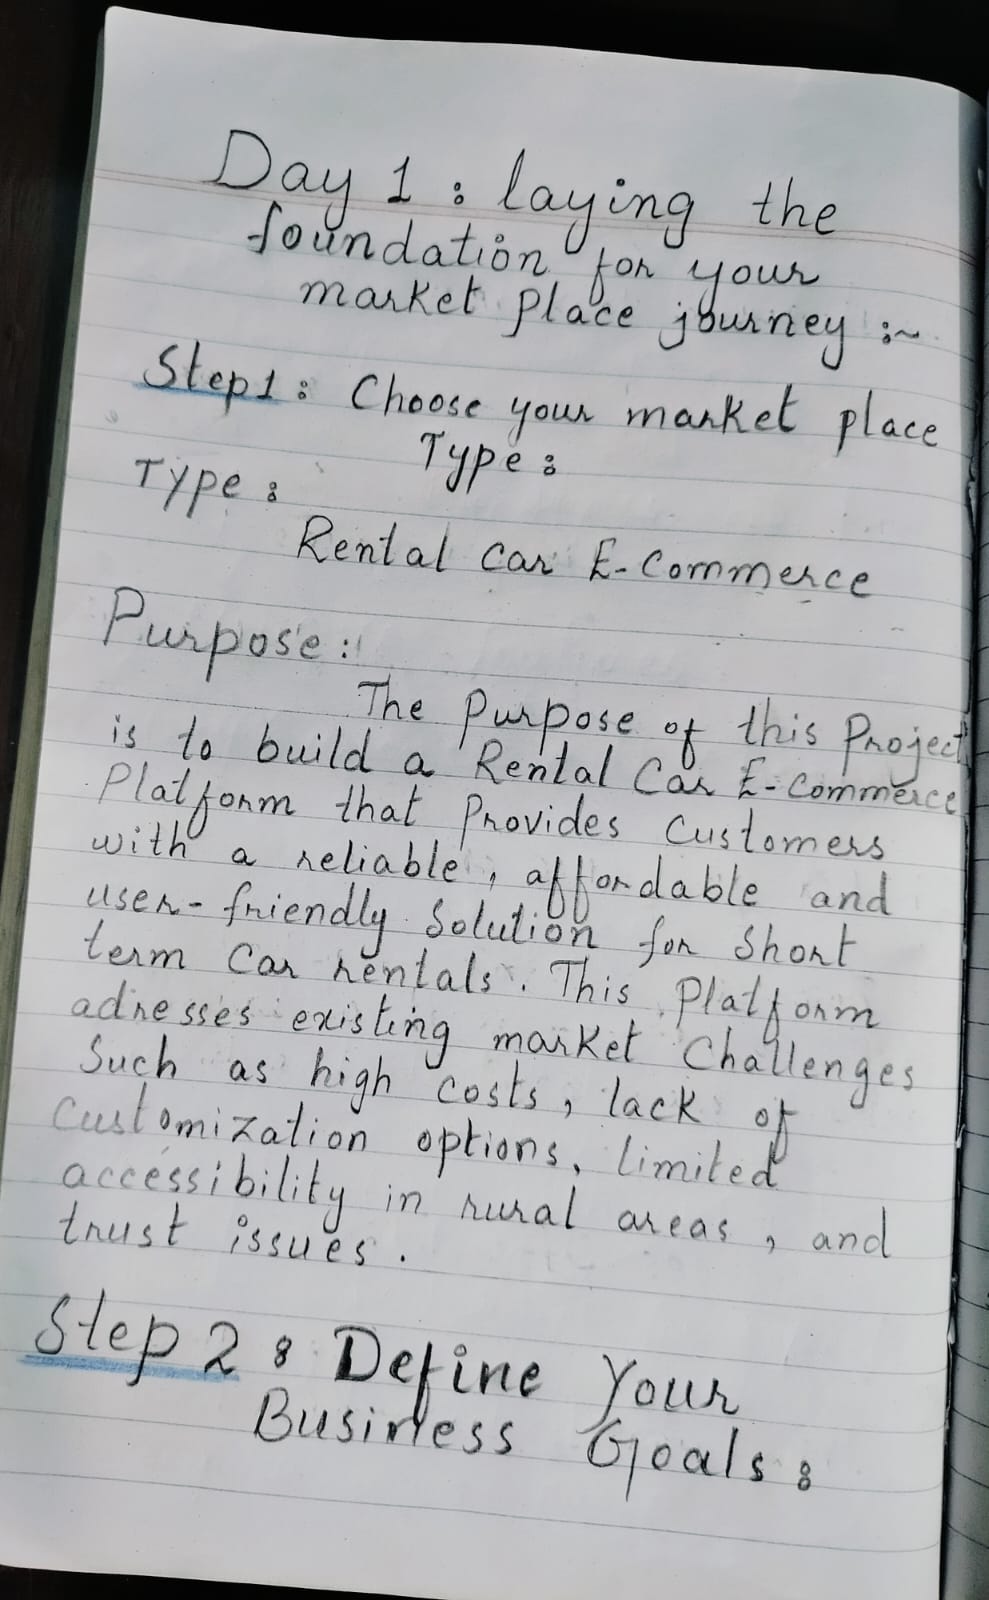 Day 1 : laying the
foundation for your
market place journey :~
Step1: Choose your market place
Type :
Type :
Rental Car E-Commerce
Purpose :
The Purpose of this Project
is to build a Rental Car E-Commerce
Platform that Provides Customers
with a reliable, affordable and
user-friendly Solution for Short
term Car rentals. This Platform
adresses existing market Challenges
Such as high costs, lack of
Customization options, limited
accessibility in rural areas, and
trust issues.
Step 2 : Define Your
Business Goals :